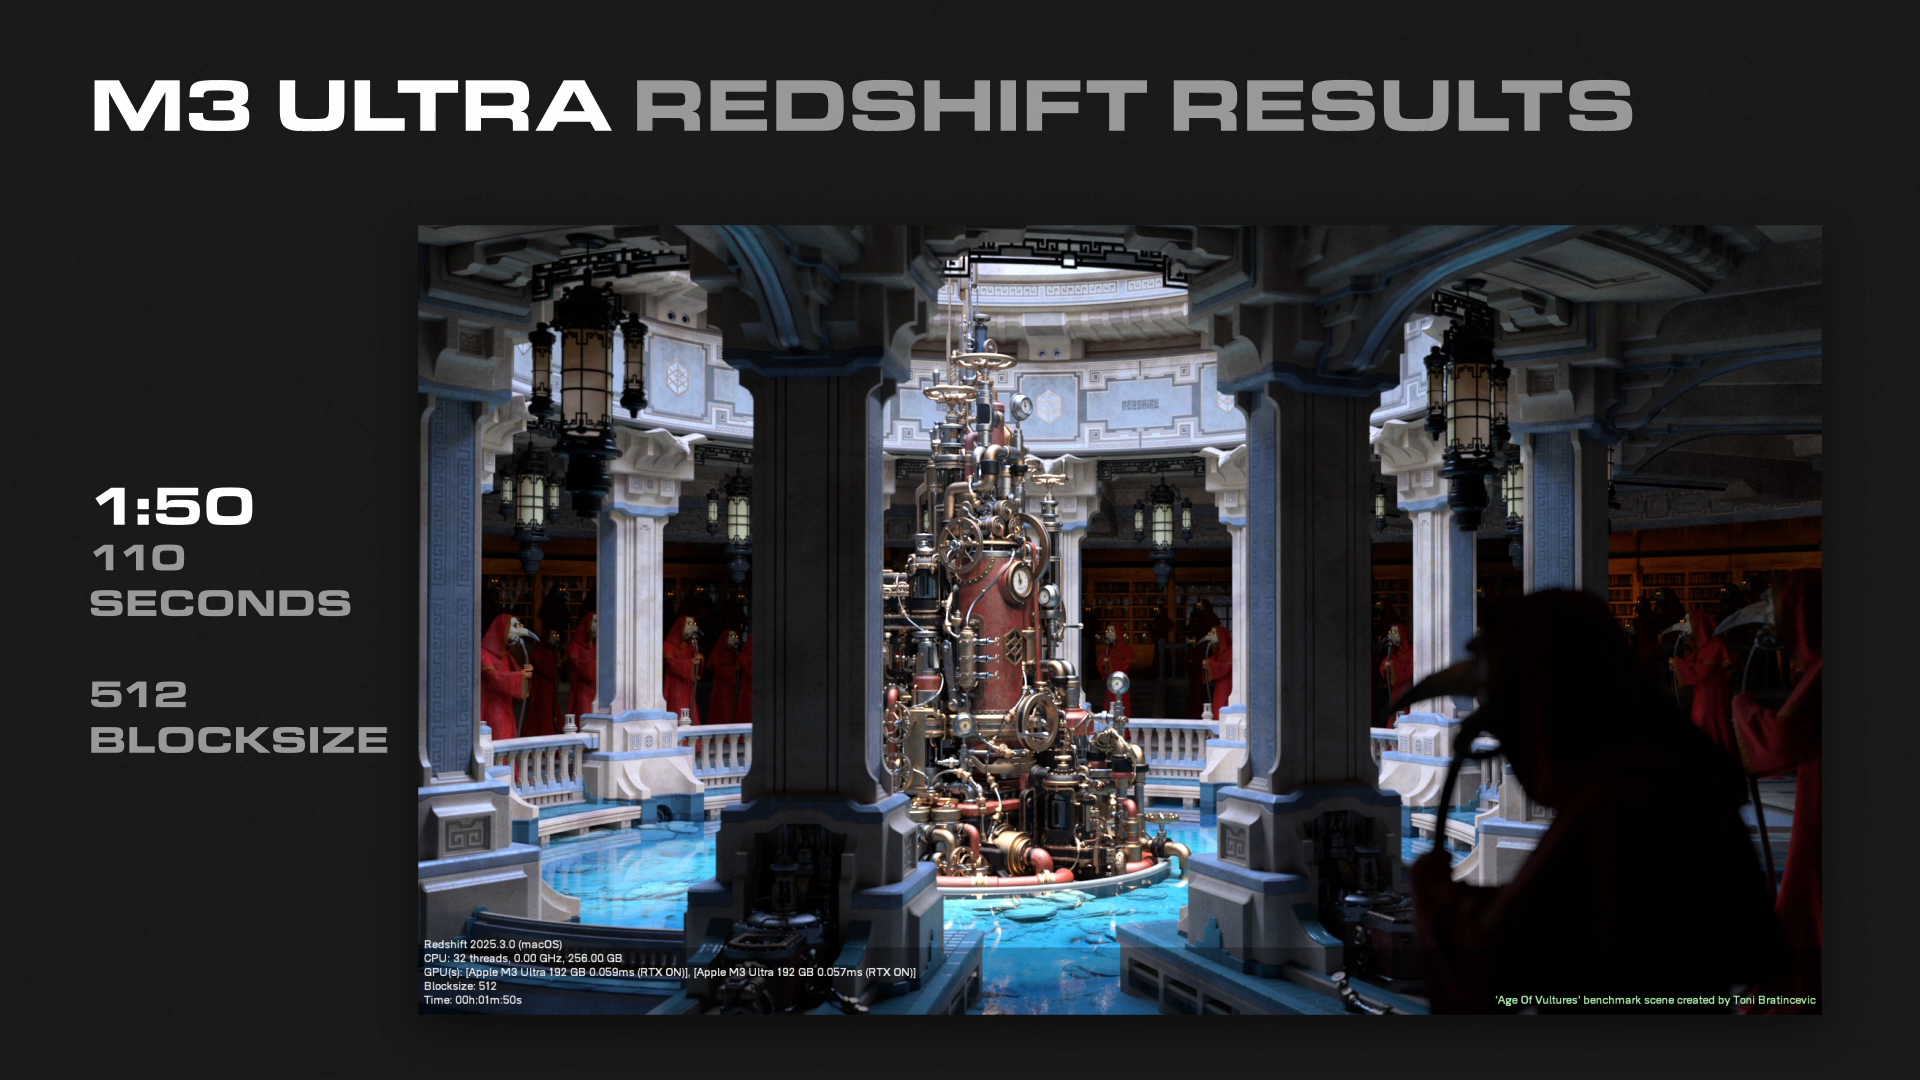 M3 ULTRA REDSHIFT RESULTS
1:50
110
SECONDS
512
BLOCKSIZE
REDSHIFT
Redshift 2025.3.0 (macOS)
CPU: 32 threads, 0.00 GHz, 256.00 GB
GPU(s): [Apple M3 Ultra 192 GB 0.059ms (RTX ON)], [Apple M3 Ultra 192 GB 0.057ms (RTX ON)]
Blocksize: 512
Time: 00h:01m:50s
'Age Of Vultures' benchmark scene created by Toni Bratincevic